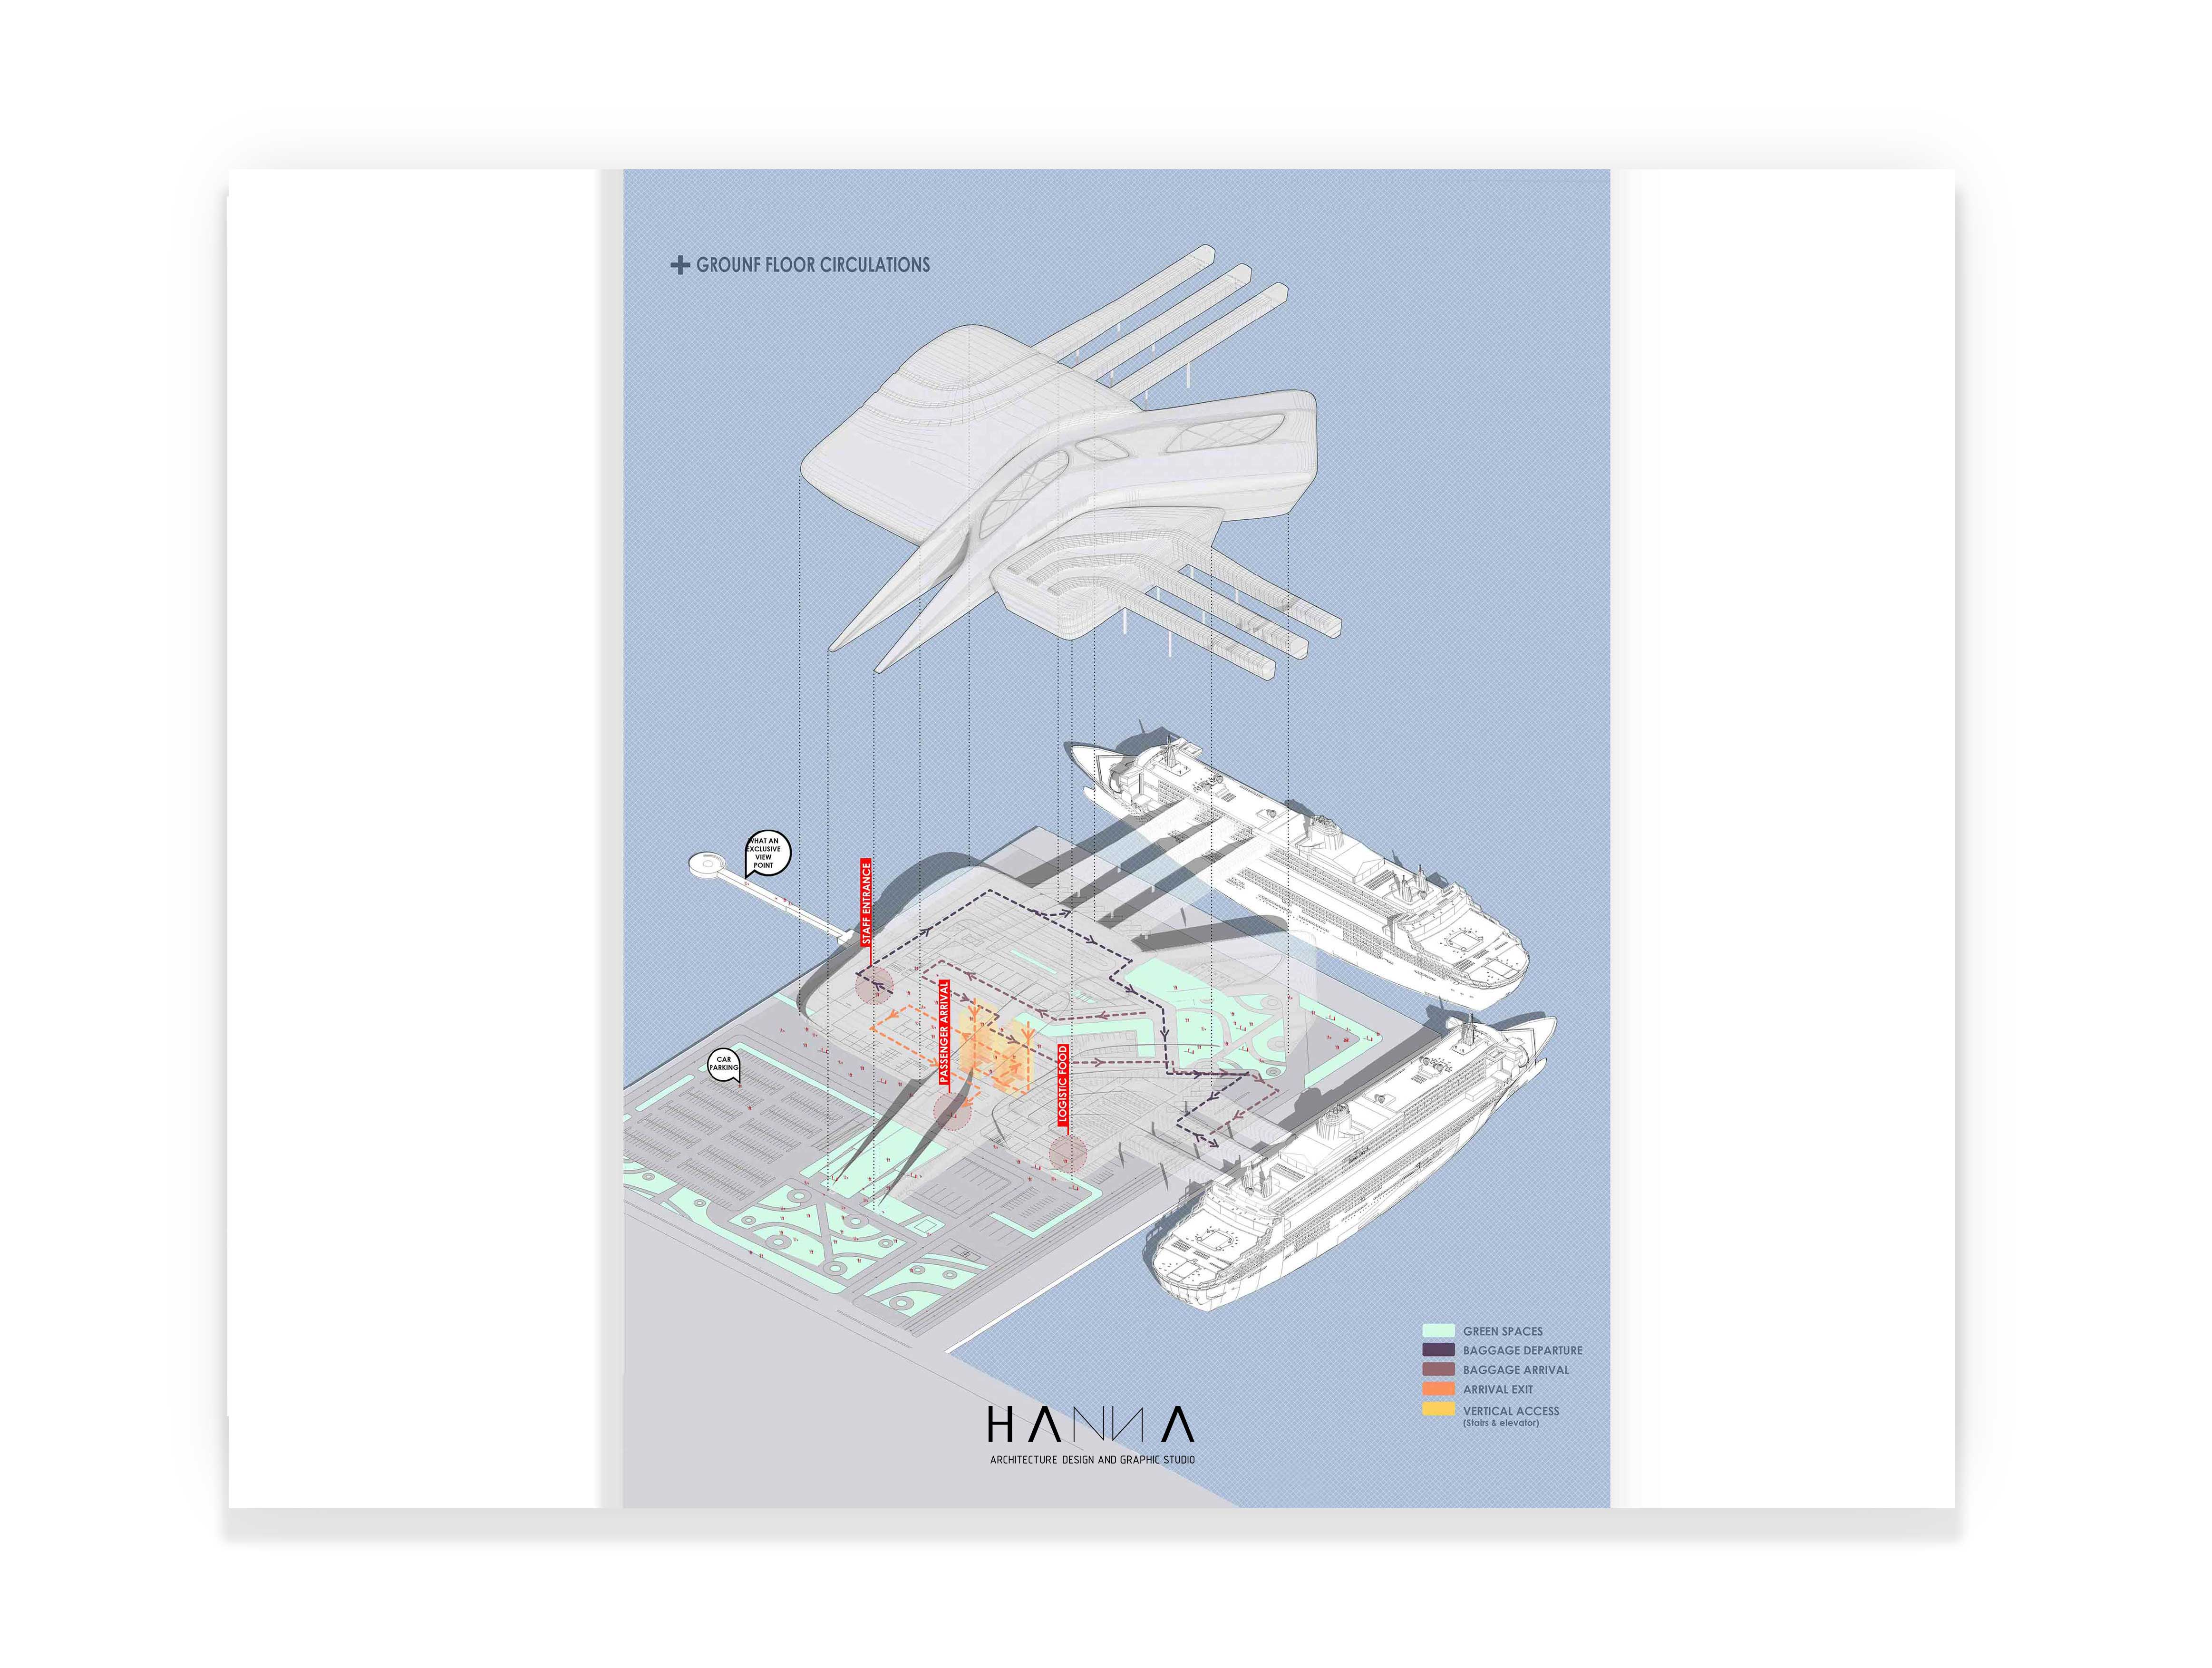 GROUNF FLOOR CIRCULATIONS
WHAT AN
EXCLUSIVE
VIEW
POINT
STAFF ENTRANCE
PASSENGER ARRIVAL
LOGISTIC FOOD
CAR
PARKING
GREEN SPACES
BAGGAGE DEPARTURE
BAGGAGE ARRIVAL
ARRIVAL EXIT
VERTICAL ACCESS
(Stairs & elevator)
HANNA
ARCHITECTURE DESIGN AND GRAPHIC STUDIO